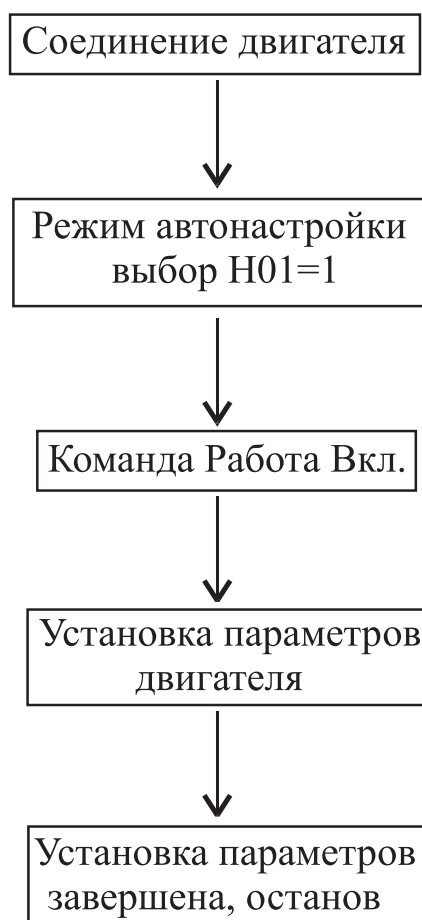 Соединение двигателя
Режим автонастройки
выбор H01=1
Команда Работа Вкл.
Установка параметров
двигателя
Установка параметров
завершена, останов